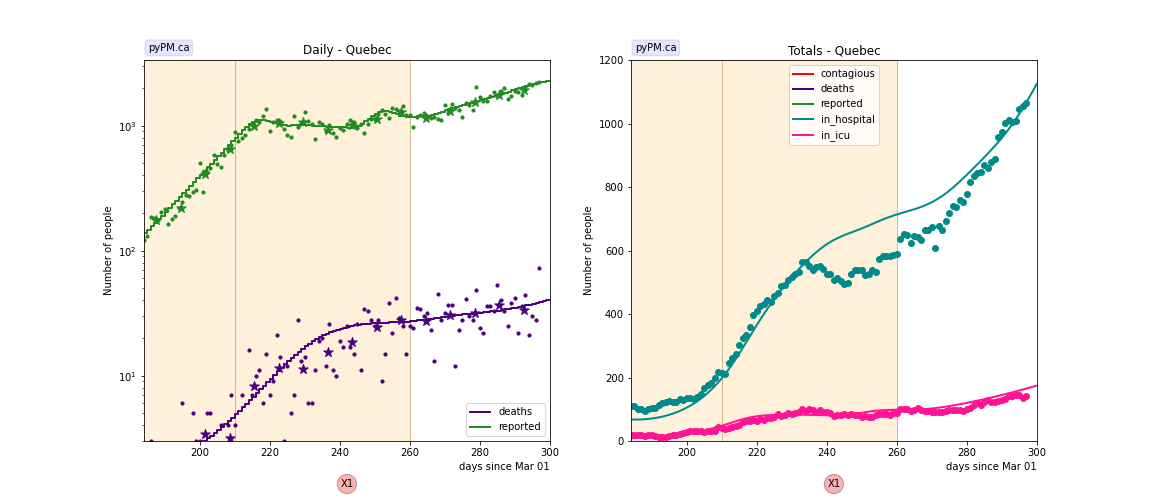 pyPM.ca
Daily - Quebec
Number of people
10³
10²
10¹
deaths
reported
200
220
240
260
280
300
days since Mar 01
X1
pyPM.ca
Totals - Quebec
Number of people
1200
1000
800
600
400
200
0
contagious
deaths
reported
in_hospital
in_icu
200
220
240
260
280
300
days since Mar 01
X1